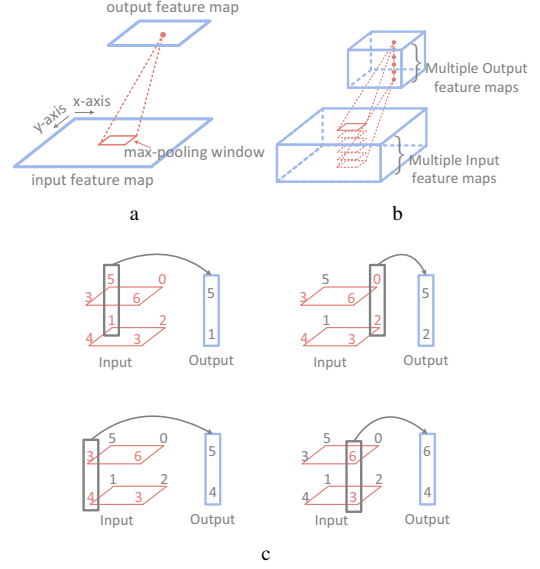 output feature map
x-axis
y-axis
max-pooling window
input feature map
a
Multiple Output
feature maps
Multiple Input
feature maps
b
5 0
3 6
1 2
4 3
5
1
Input Output
5 0
3 6
1 2
4 3
5
2
Input Output
5 0
3 6
1 2
4 3
5
4
Input Output
5 0
3 6
1 2
4 3
6
4
Input Output
c